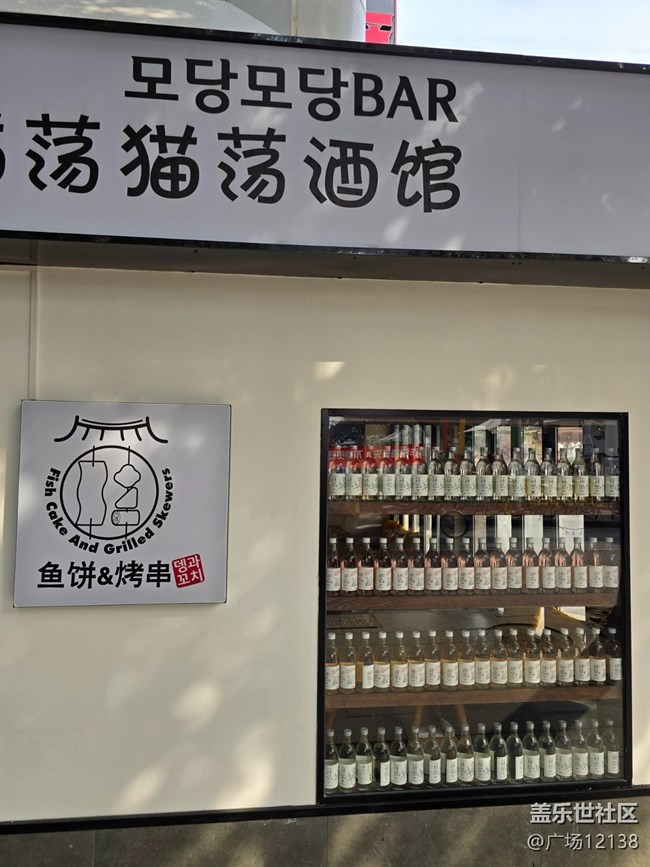 모당모당BAR
荡猫荡酒馆
Fish Cake And Grilled Skewers
鱼饼&烤串
뎅과
꼬치
盖乐世社区
@广场12138